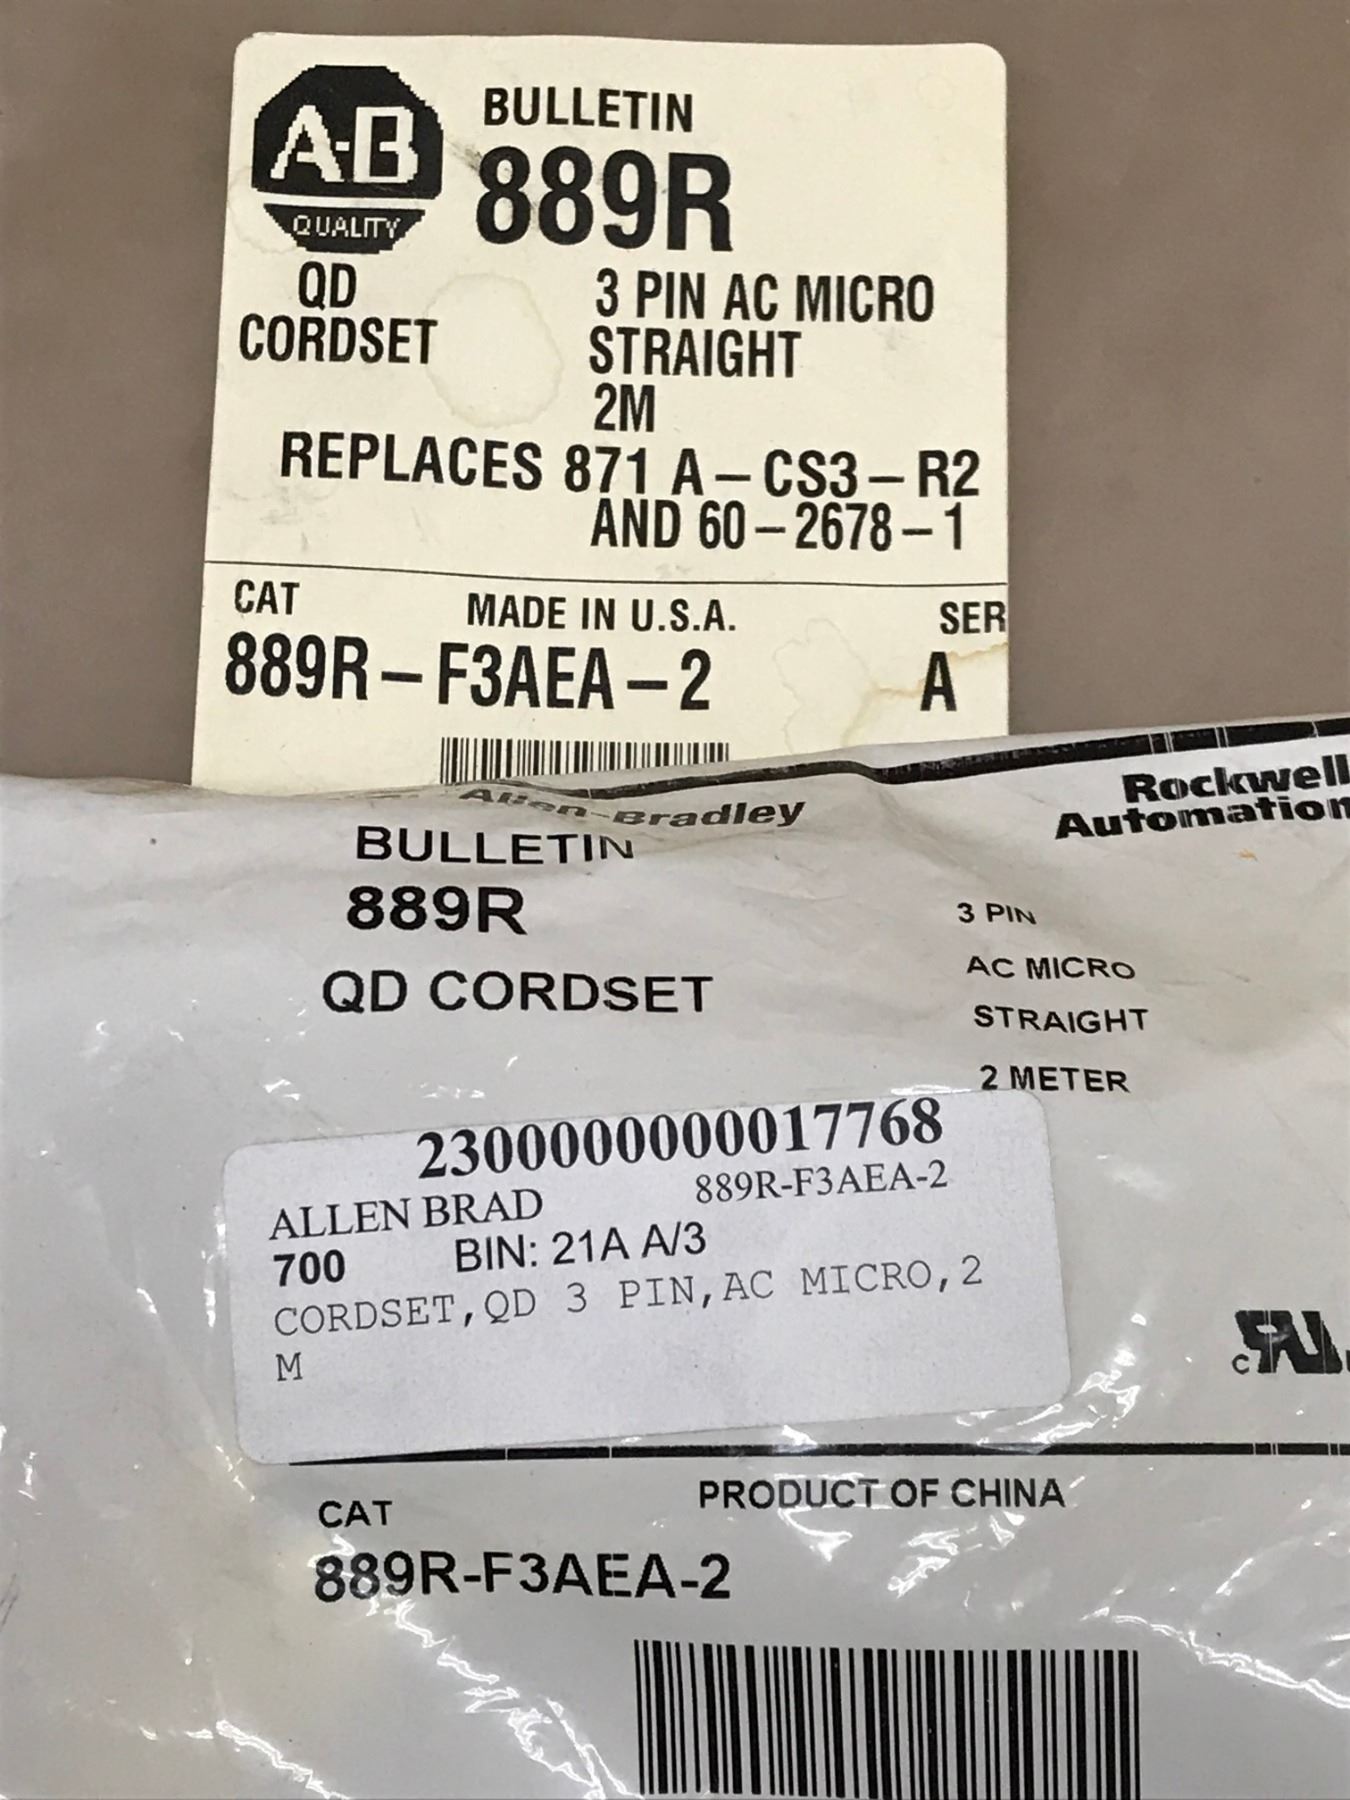 A-B
QUALITY
BULLETIN
889R
QD CORDSET
3 PIN AC MICRO
STRAIGHT
2M
REPLACES 871 A-CS3-R2
AND 60-2678-1
CAT MADE IN U.S.A. SER
889R-F3AEA-2 A
Allen-Bradley
Rockwell
Automation
BULLETIN
889R
QD CORDSET
3 PIN
AC MICRO
STRAIGHT
2 METER
2300000000017768
ALLEN BRAD 889R-F3AEA-2
700 BIN: 21A A/3
CORDSET,QD 3 PIN,AC MICRO,2
M
PRODUCT OF CHINA
CAT
889R-F3AEA-2